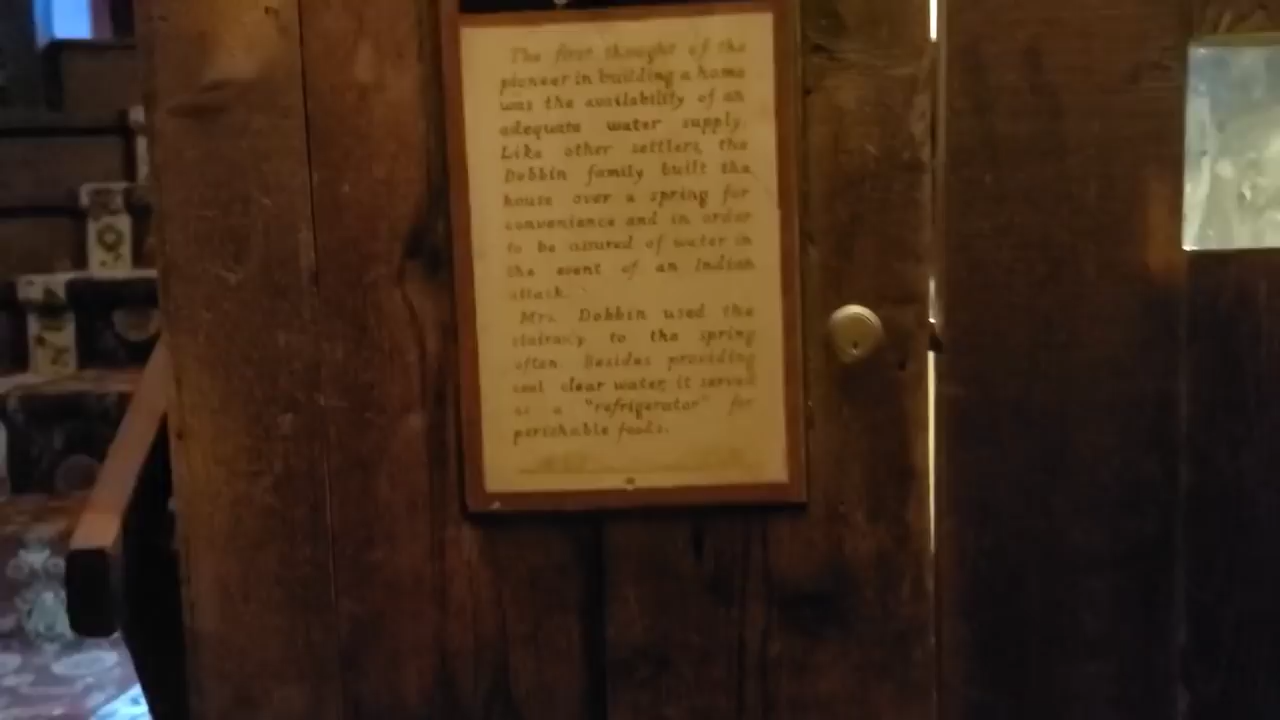 The first thought of the
pioneer in building a home
was the availability of an
adequate water supply.
Like other settlers, the
Dobbin family built the
house over a spring for
convenience and in order
to be assured of water in
the event of an Indian
attack.
Mrs. Dobbin used the
stairway to the spring
often. Besides providing
cool clear water, it served
as a "refrigerator" for
perishable foods.